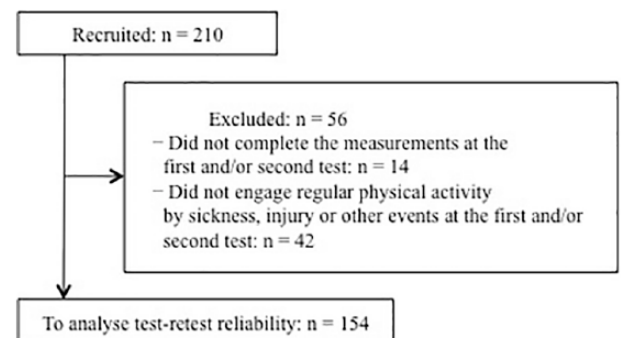 Recruited: n = 210
Excluded: n = 56
− Did not complete the measurements at the
first and/or second test: n = 14
− Did not engage regular physical activity
by sickness, injury or other events at the first and/or
second test: n = 42
To analyse test-retest reliability: n = 154